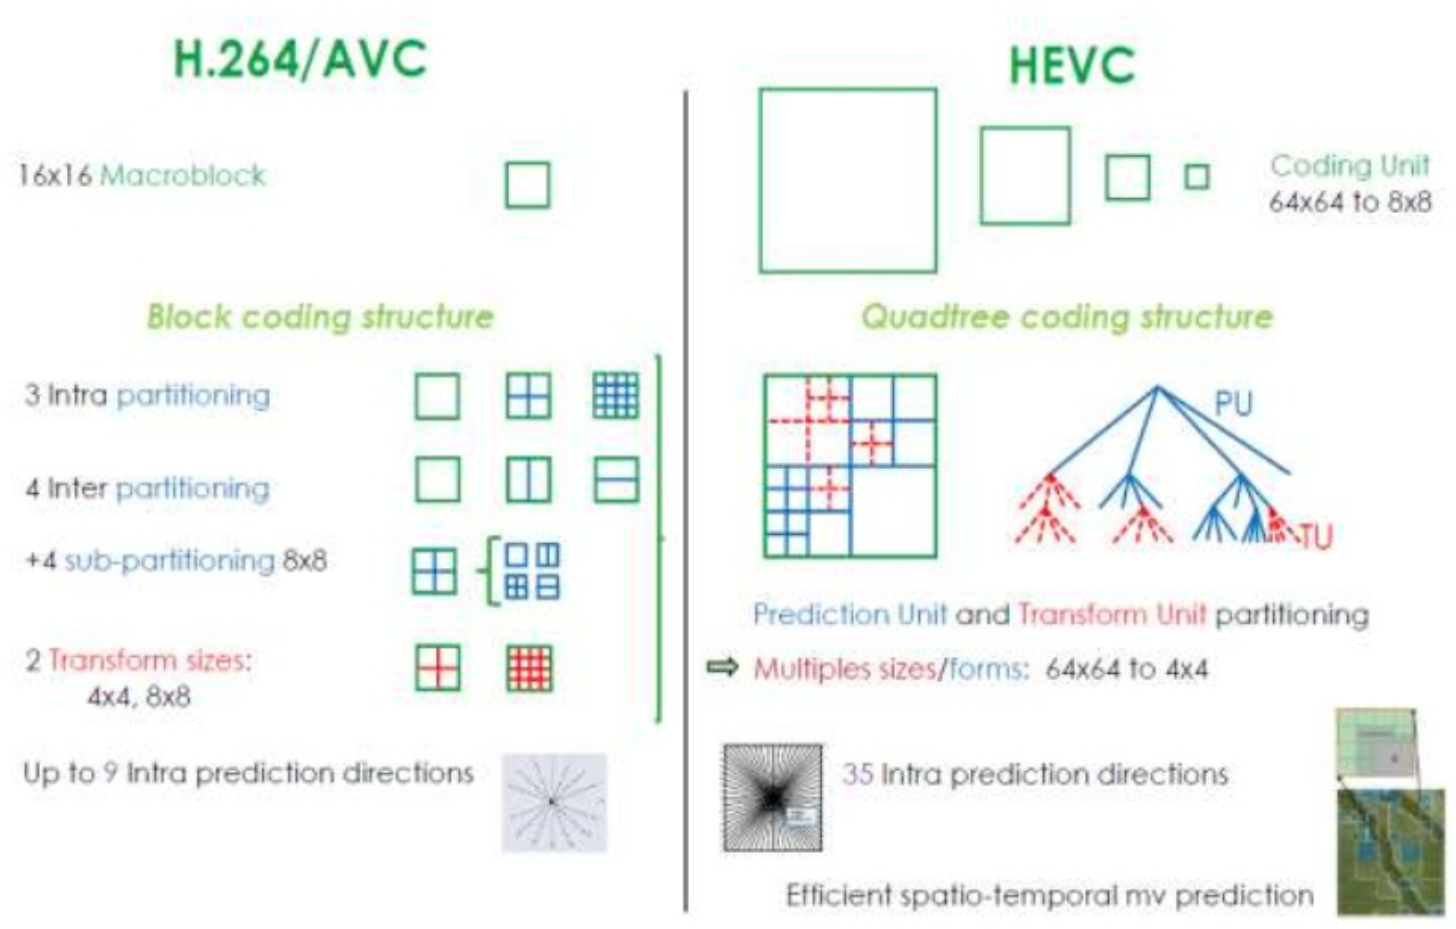 H.264/AVC
16x16 Macroblock
Block coding structure
3 Intra partitioning
4 Inter partitioning
+4 sub-partitioning 8x8
2 Transform sizes:
4x4, 8x8
Up to 9 Intra prediction directions
HEVC
Coding Unit
64x64 to 8x8
Quadtree coding structure
PU
TU
Prediction Unit and Transform Unit partitioning
Multiples sizes/forms: 64x64 to 4x4
35 Intra prediction directions
Efficient spatio-temporal mv prediction